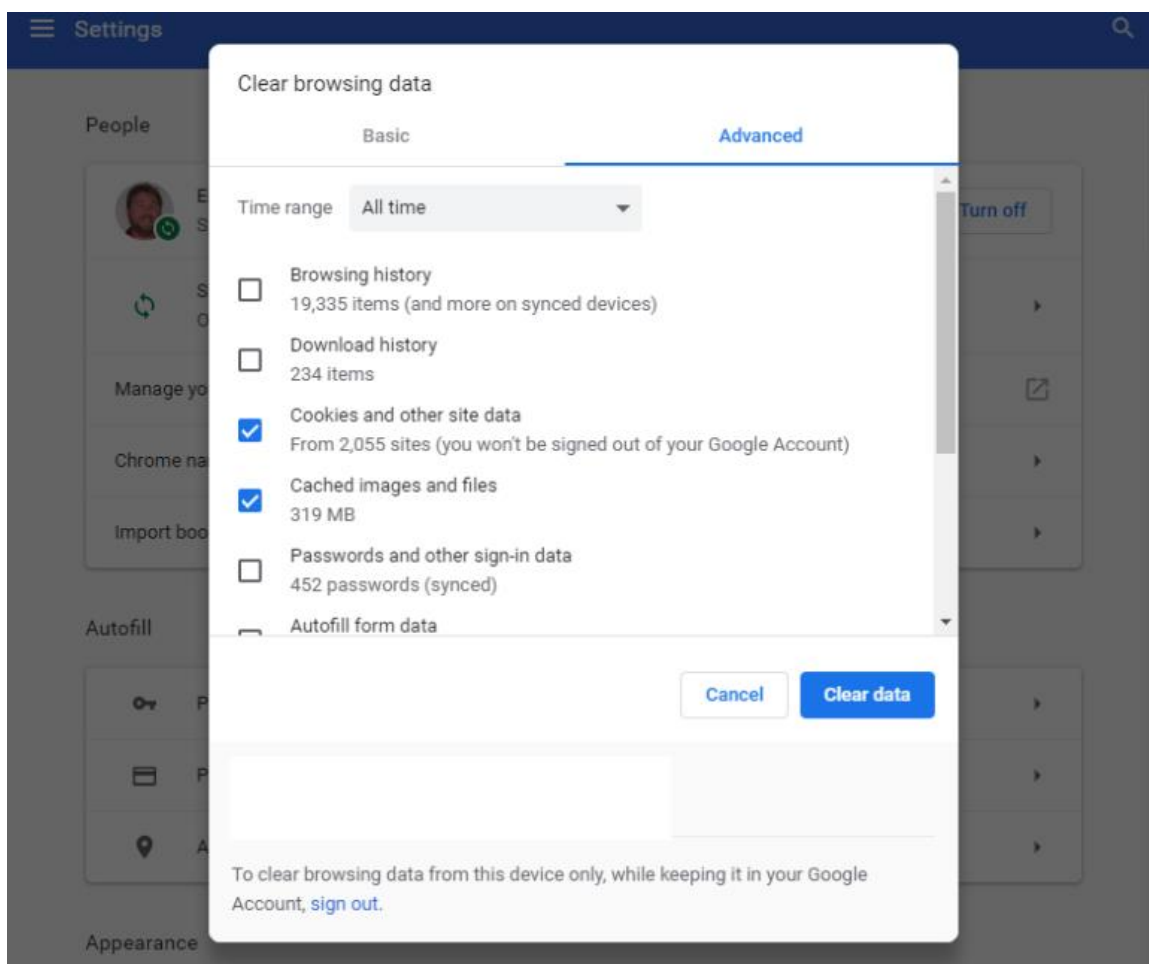 Settings
Clear browsing data
People
Basic
Advanced
Time range
All time
Turn off
Browsing history
19,335 items (and more on synced devices)
Download history
234 items
Manage yo
Cookies and other site data
From 2,055 sites (you won't be signed out of your Google Account)
Chrome na
Cached images and files
319 MB
Import boo
Passwords and other sign-in data
452 passwords (synced)
Autofill
Autofill form data
Cancel
Clear data
P
P
A
To clear browsing data from this device only, while keeping it in your Google
Account, sign out.
Appearance